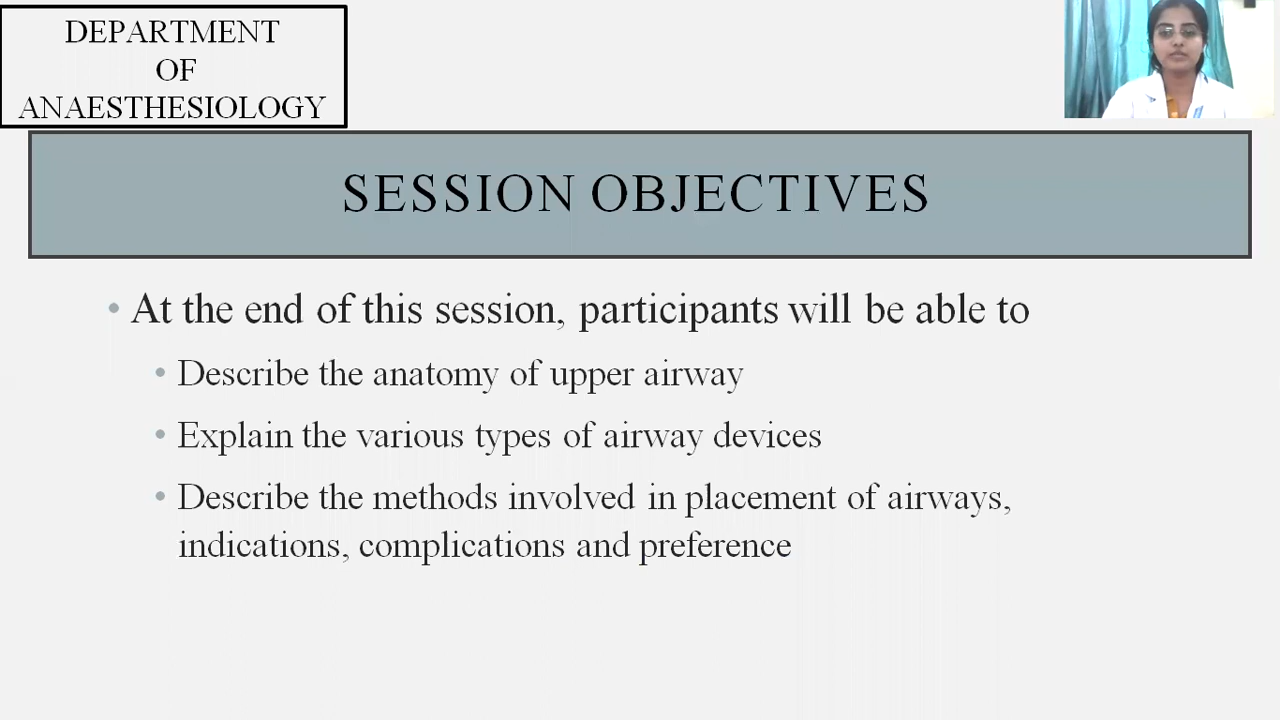 DEPARTMENT
OF
ANAESTHESIOLOGY
SESSION OBJECTIVES
• At the end of this session, participants will be able to
• Describe the anatomy of upper airway
• Explain the various types of airway devices
• Describe the methods involved in placement of airways,
indications, complications and preference